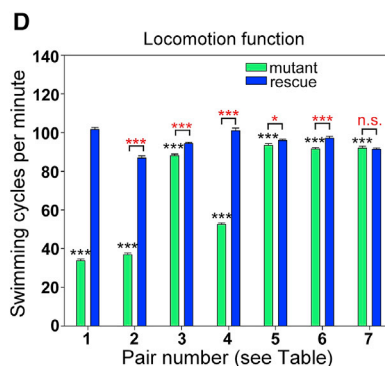 D
Locomotion function
mutant
rescue
Swimming cycles per minute
140
120
100
80
60
40
20
0
***
***
***
***
***
***
***
***
*
***
***
n.s.
***
1 2 3 4 5 6 7
Pair number (see Table)